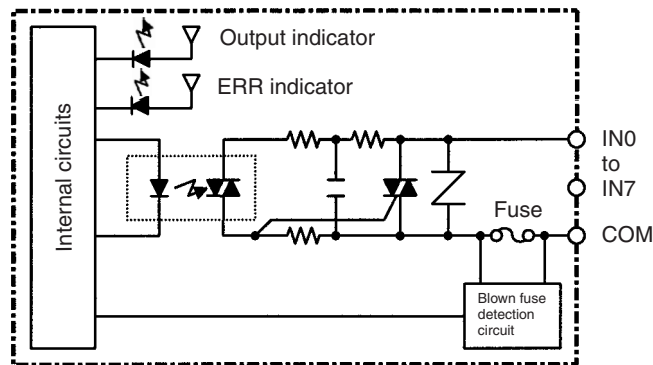 Output indicator
ERR indicator
Internal circuits
IN0
to
IN7
Fuse
COM
Blown fuse
detection
circuit